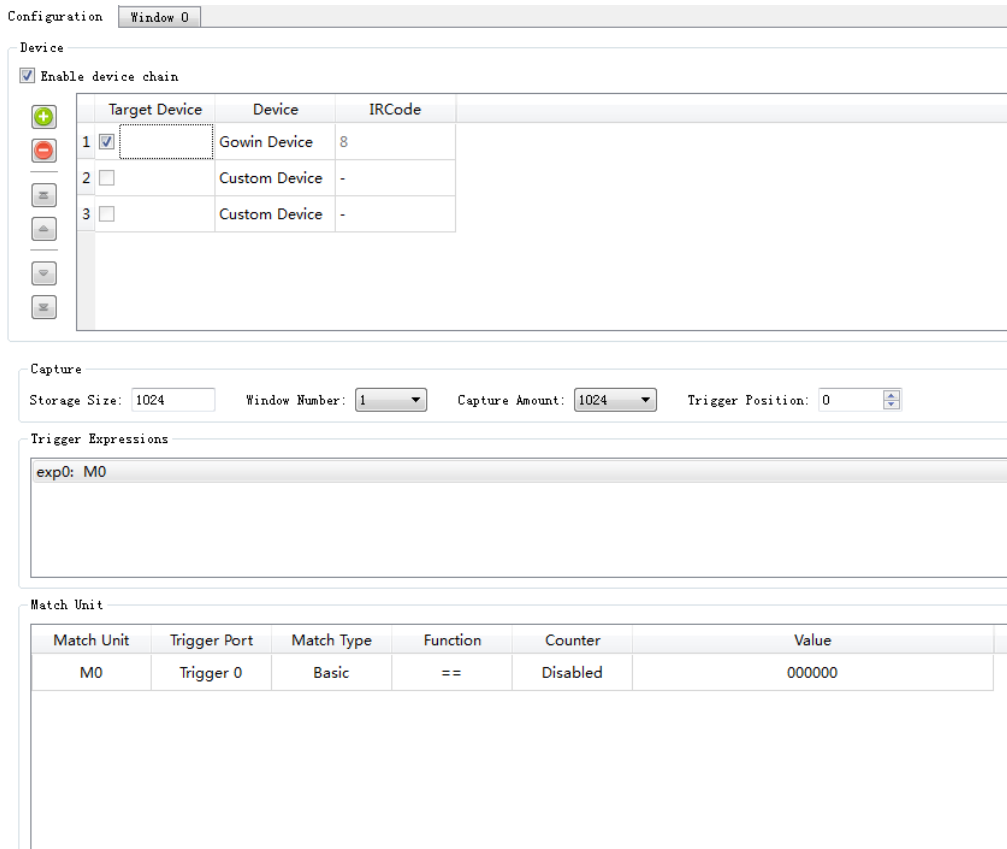 Configuration Window 0
Device
Enable device chain
Target Device Device IRCode
1 Gowin Device 8
2 Custom Device -
3 Custom Device -
Capture
Storage Size: 1024 Window Number: 1 Capture Amount: 1024 Trigger Position: 0
Trigger Expressions
exp0: M0
Match Unit
Match Unit Trigger Port Match Type Function Counter Value
M0 Trigger 0 Basic == Disabled 000000